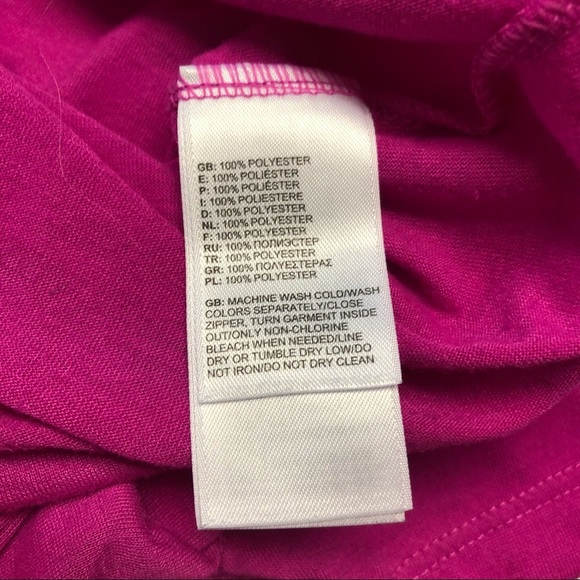 GB: 100% POLYESTER
E: 100% POLIÉSTER
P: 100% POLIÉSTER
I: 100% POLIESTERE
D: 100% POLYESTER
NL: 100% POLYESTER
F: 100% POLYESTER
RU: 100% ПОЛИЭСТЕР
TR: 100% POLYESTER
GR: 100% ΠΟΛΥΕΣΤΕΡΑΣ
PL: 100% POLIESTER
GB: MACHINE WASH COLD/WASH
COLORS SEPARATELY/CLOSE
ZIPPER, TURN GARMENT INSIDE
OUT/ONLY NON-CHLORINE
BLEACH WHEN NEEDED/LINE
DRY OR TUMBLE DRY LOW/DO
NOT IRON/DO NOT DRY CLEAN